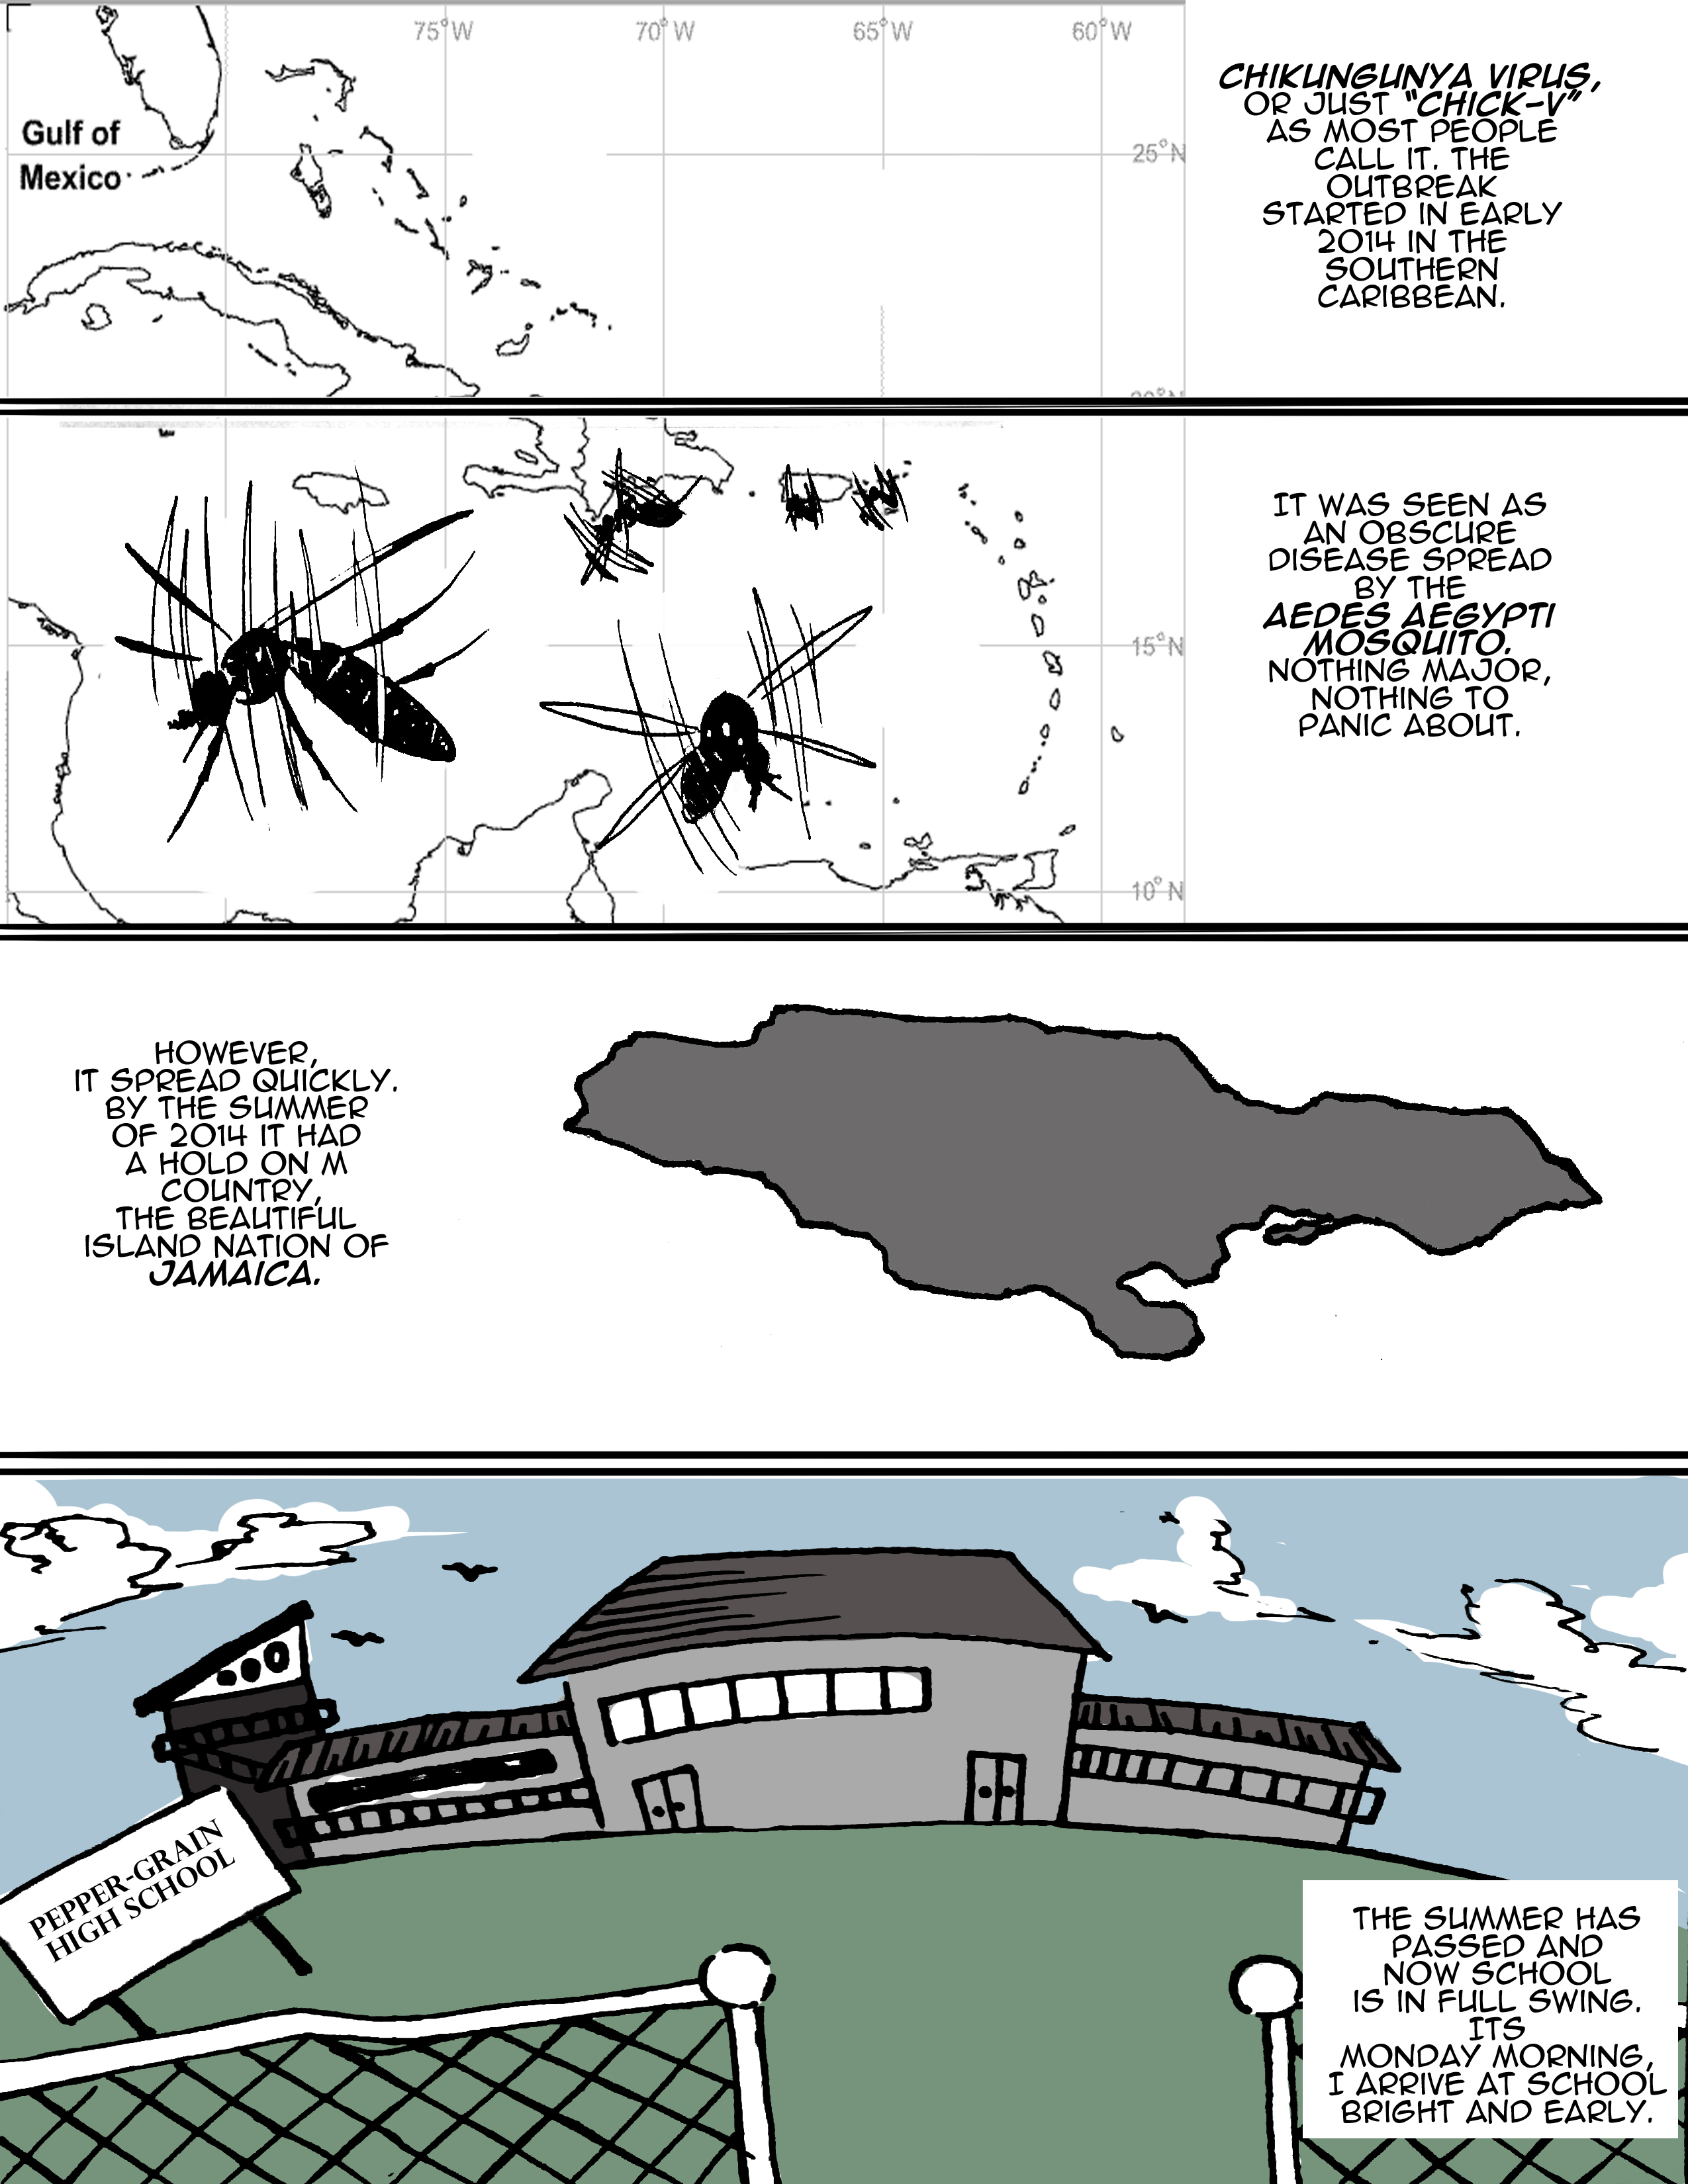 75°W
70°W
65°W
60°W
Gulf of
Mexico
25°N
CHIKUNGUNYA VIRUS,
OR JUST "CHICK-V"
AS MOST PEOPLE
CALL IT. THE
OUTBREAK
STARTED IN EARLY
2014 IN THE
SOUTHERN
CARIBBEAN.
15°N
10°N
IT WAS SEEN AS
AN OBSCURE
DISEASE SPREAD
BY THE
AEDES AEGYPTI
MOSQUITO.
NOTHING MAJOR,
NOTHING TO
PANIC ABOUT.
HOWEVER,
IT SPREAD QUICKLY.
BY THE SUMMER
OF 2014 IT HAD
A HOLD ON M
COUNTRY,
THE BEAUTIFUL
ISLAND NATION OF
JAMAICA.
PEPPER-GRAIN
HIGH SCHOOL
THE SUMMER HAS
PASSED AND
NOW SCHOOL
IS IN FULL SWING.
ITS
MONDAY MORNING,
I ARRIVE AT SCHOOL
BRIGHT AND EARLY.